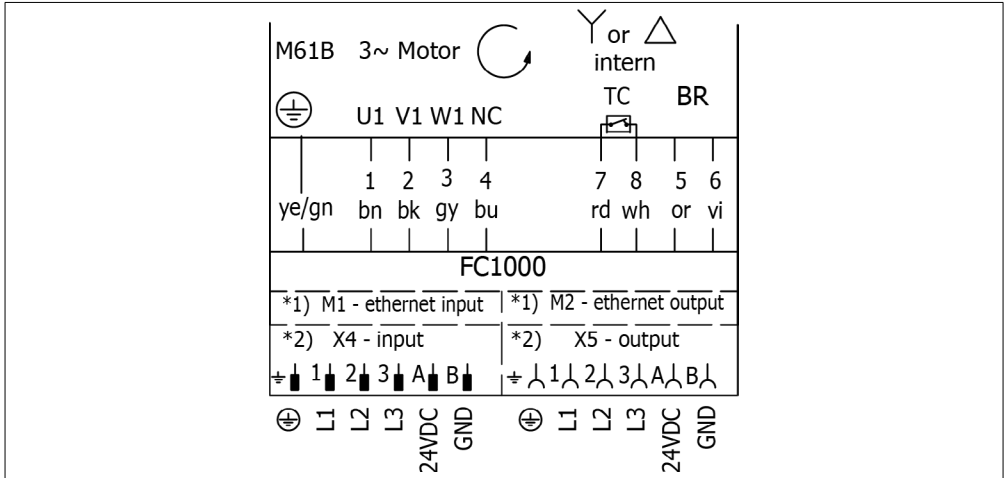 M61B 3~ Motor Y or △
intern
TC BR
U1 V1 W1 NC
1 2 3 4 7 8 5 6
ye/gn bn bk gy bu rd wh or vi
FC1000
*1) M1 - ethernet input *1) M2 - ethernet output
*2) X4 - input *2) X5 - output
1 2 3 A B 1 2 3 A B
L1 L2 L3 24VDC GND L1 L2 L3 24VDC GND